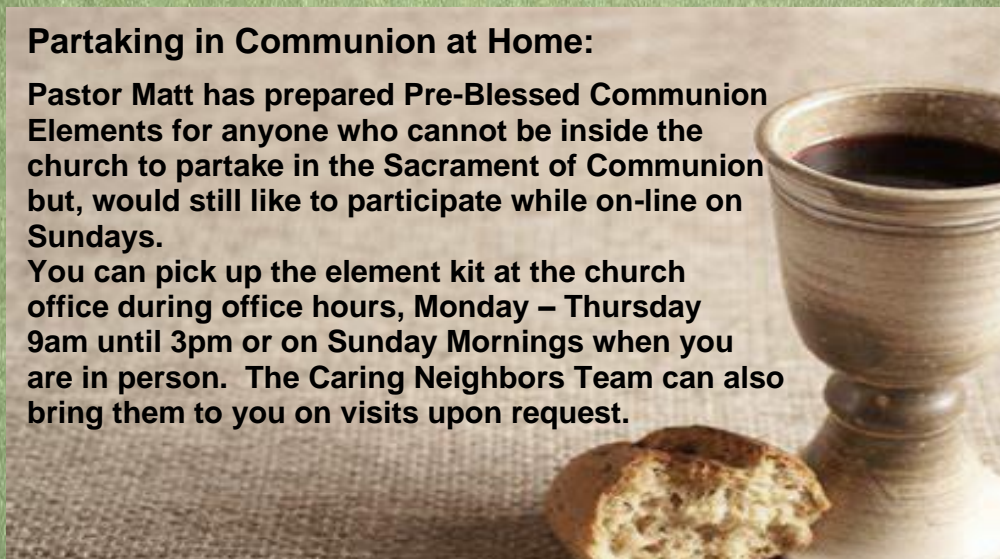 Partaking in Communion at Home:
Pastor Matt has prepared Pre-Blessed Communion
Elements for anyone who cannot be inside the
church to partake in the Sacrament of Communion
but, would still like to participate while on-line on
Sundays.
You can pick up the element kit at the church
office during office hours, Monday – Thursday
9am until 3pm or on Sunday Mornings when you
are in person.  The Caring Neighbors Team can also
bring them to you on visits upon request.